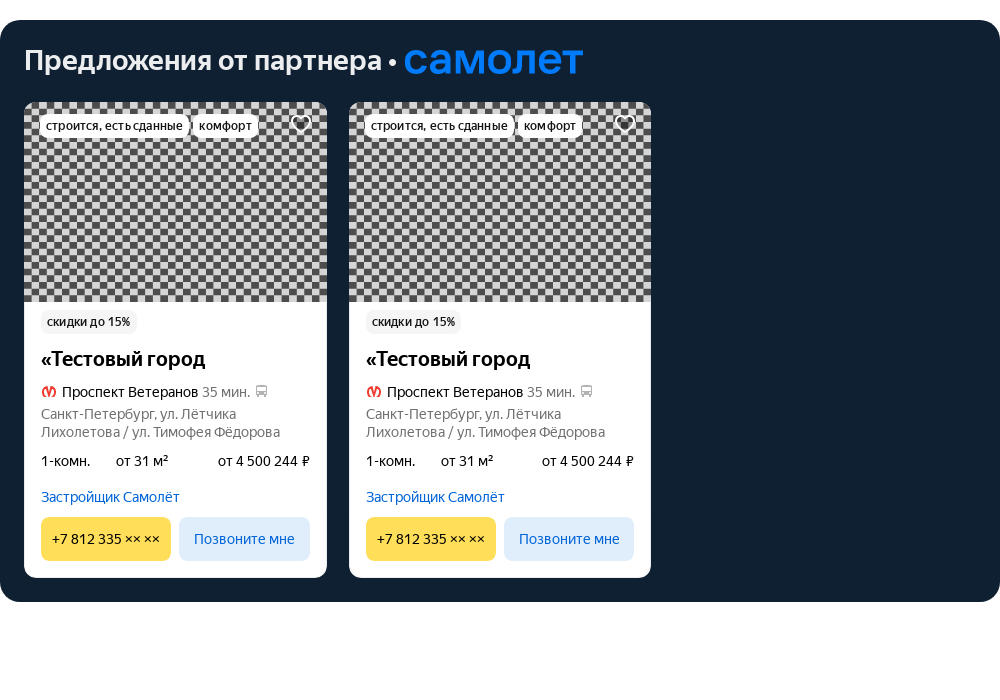 Предложения от партнера • самолет
строится, есть сданные комфорт
скидки до 15%
«Тестовый город
Проспект Ветеранов 35 мин.
Санкт-Петербург, ул. Лётчика
Лихолетова / ул. Тимофея Фёдорова
1-комн. от 31 м² от 4 500 244 ₽
Застройщик Самолёт
+7 812 335 ×× ×× Позвоните мне
строится, есть сданные комфорт
скидки до 15%
«Тестовый город
Проспект Ветеранов 35 мин.
Санкт-Петербург, ул. Лётчика
Лихолетова / ул. Тимофея Фёдорова
1-комн. от 31 м² от 4 500 244 ₽
Застройщик Самолёт
+7 812 335 ×× ×× Позвоните мне